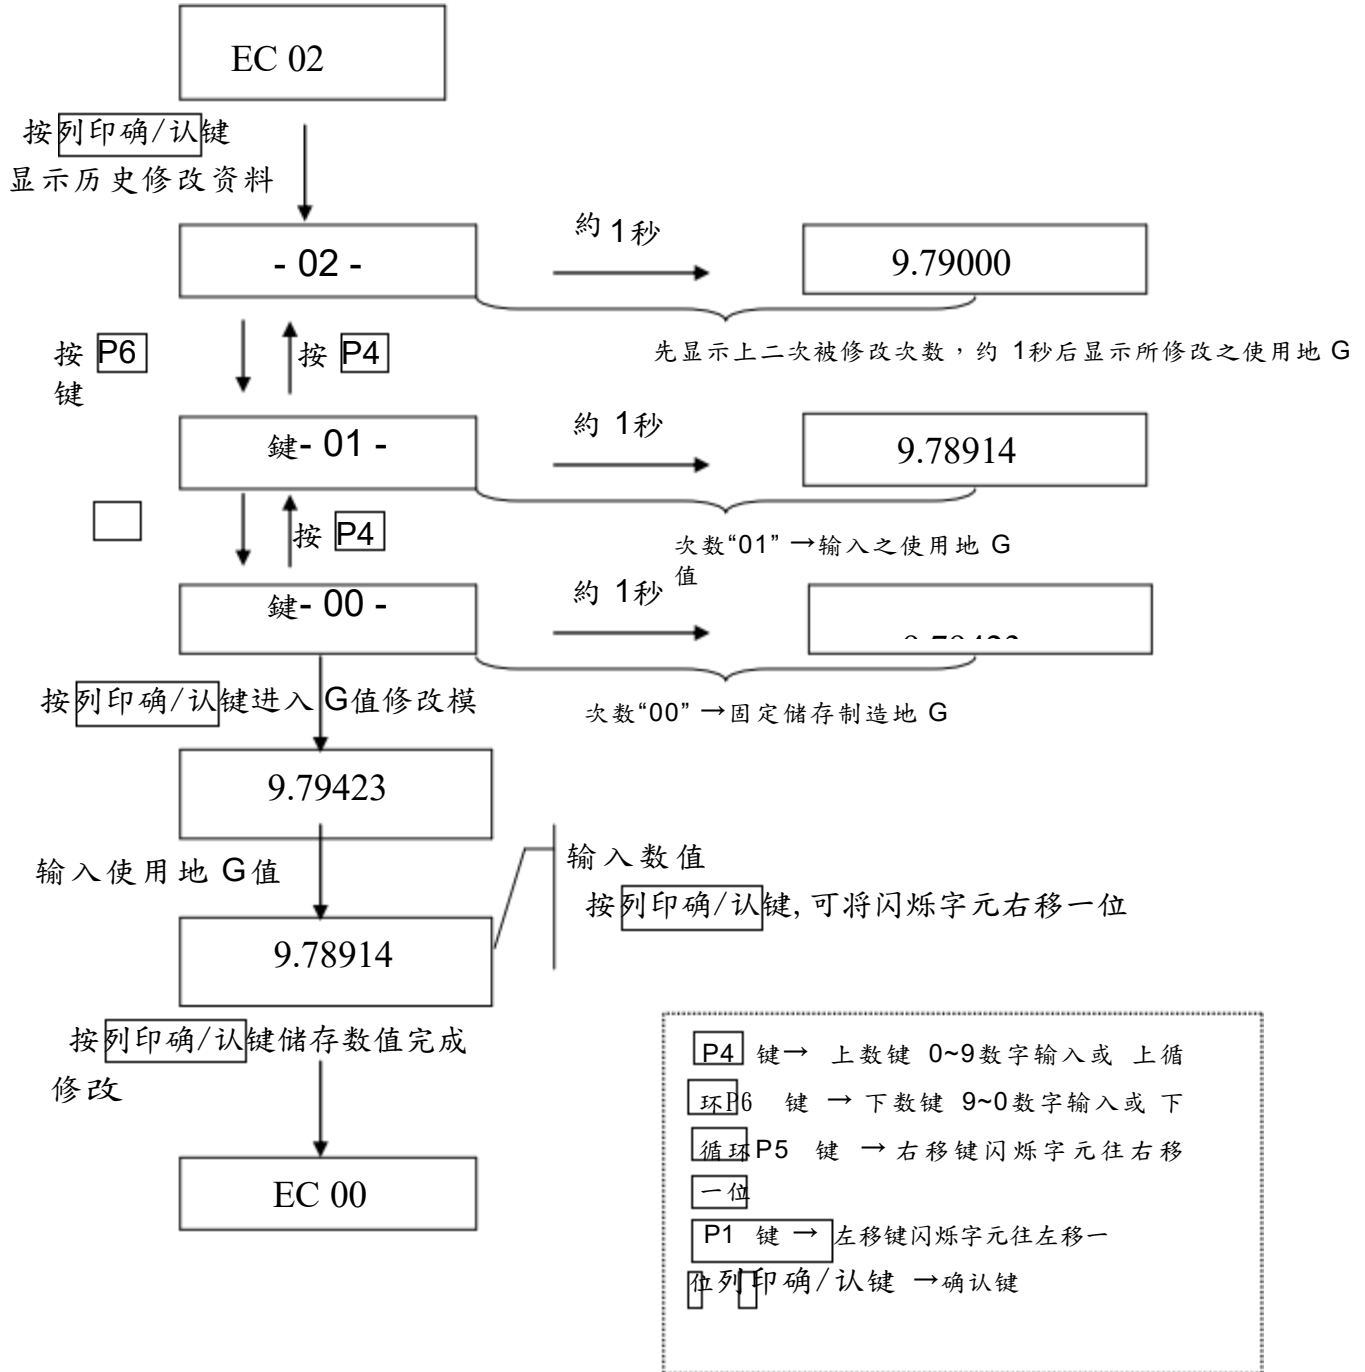 EC 02
按列印确/认键
显示历史修改资料
- 02 -
約 1秒
9.79000
按 P6
键
按 P4
先显示上二次被修改次数，约 1秒后显示所修改之使用地 G
鍵- 01 -
約 1秒
9.78914
按 P4
次数“01” →输入之使用地 G
值
鍵- 00 -
約 1秒
按列印确/认键进入 G值修改模
次数“00” →固定储存制造地 G
9.79423
输入使用地 G值
输入数值
按列印确/认键, 可将闪烁字元右移一位
9.78914
按列印确/认键储存数值完成
修改
EC 00
P4 键→ 上数键 0~9数字输入或 上循
环P6 键 →下数键 9~0数字输入或 下
循环P5 键 →右移键闪烁字元往右移
一位
P1 键 → 左移键闪烁字元往左移一
位列印确/认键 →确认键